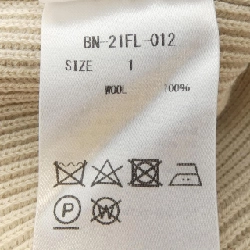 BN-21FL-012
SIZE 1
WOOL 100%
P W